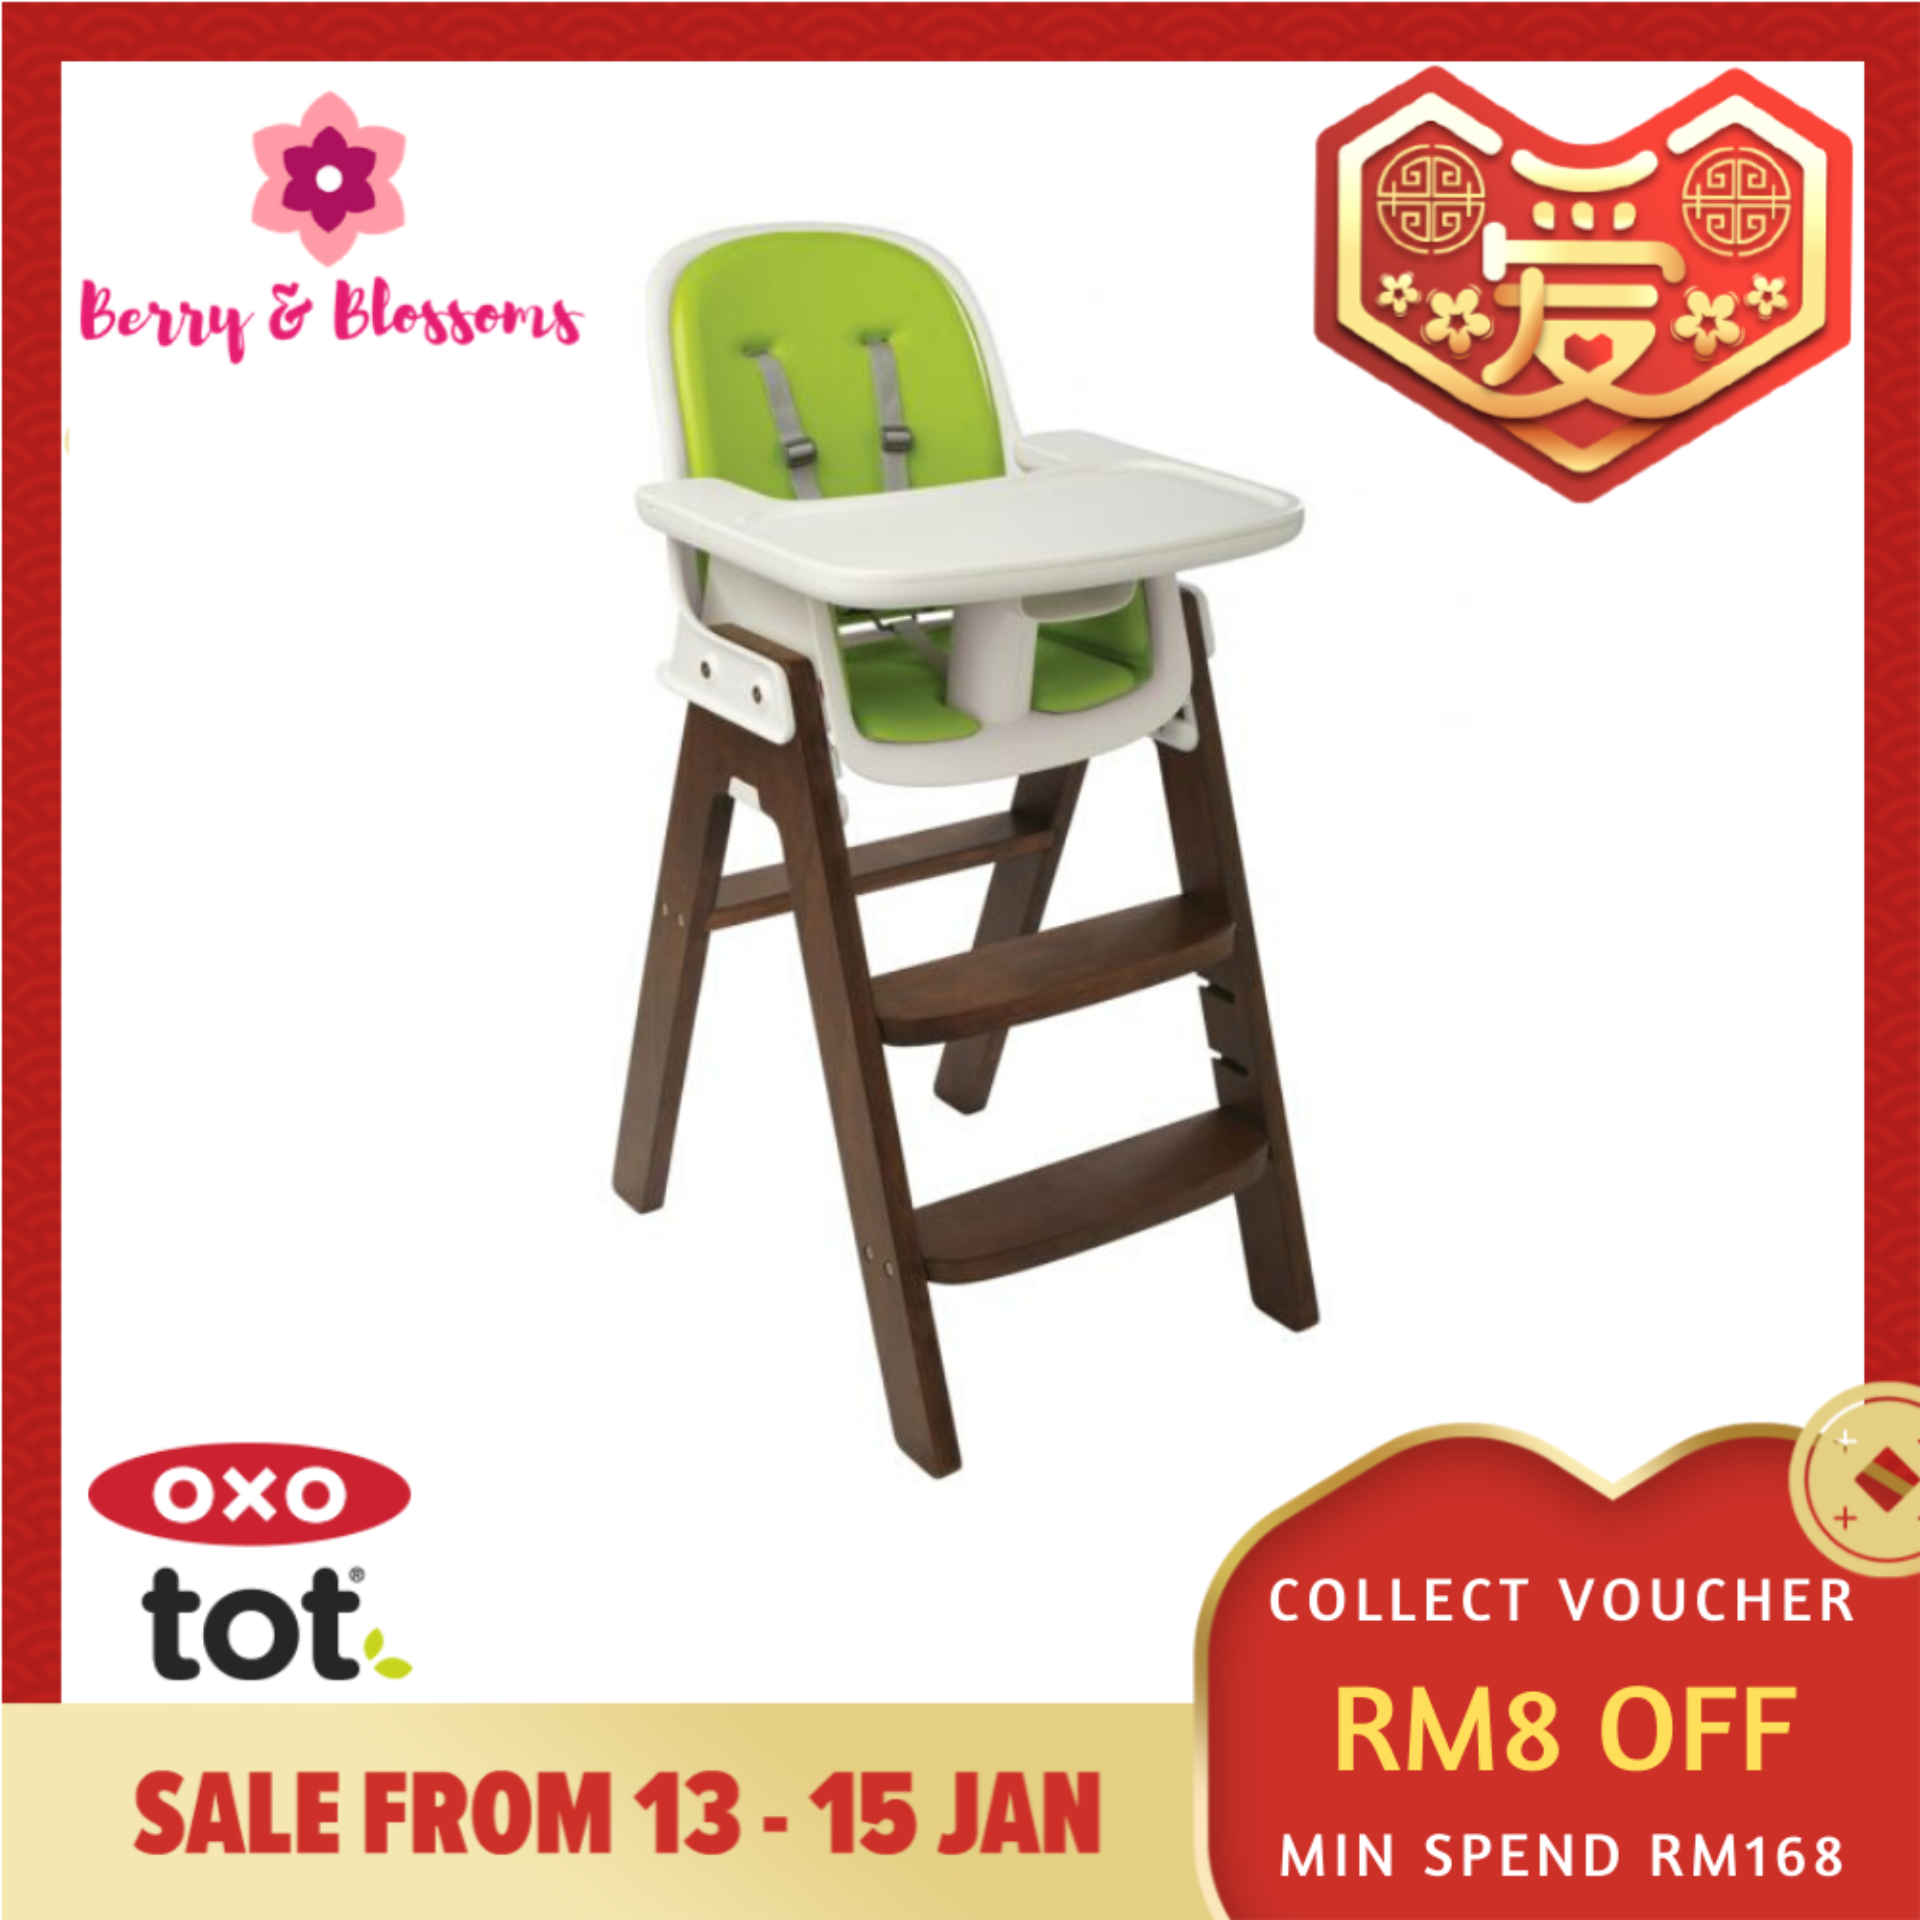 Berry & Blossoms
爱
OXO
tot®
SALE FROM 13 - 15 JAN
COLLECT VOUCHER
RM8 OFF
MIN SPEND RM168